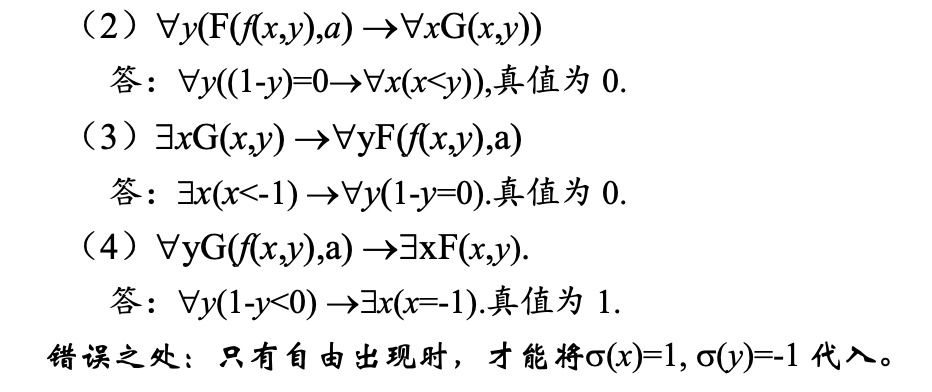 （2）∀y(F(f(x,y),a) →∀xG(x,y))
答：∀y((1-y)=0→∀x(x<y)),真值为 0.
（3）∃xG(x,y) →∀yF(f(x,y),a)
答：∃x(x<-1) →∀y(1-y=0).真值为 0.
（4）∀yG(f(x,y),a) →∃xF(x,y).
答：∀y(1-y<0) →∃x(x=-1).真值为 1.
错误之处：只有自由出现时，才能将σ(x)=1, σ(y)=-1 代入。